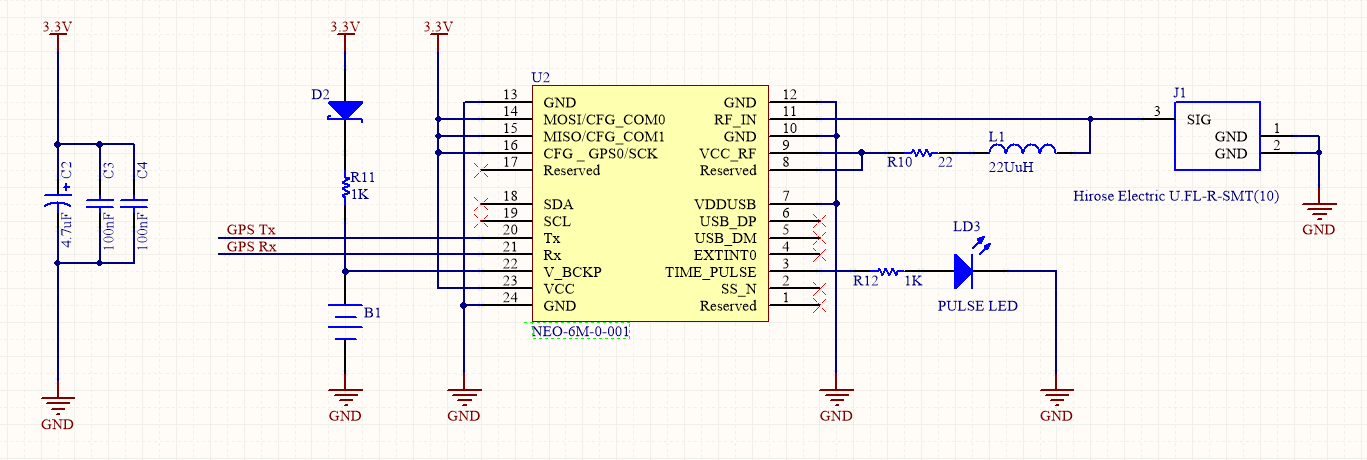 3.3V
3.3V
3.3V
C2
+
4.7uF
C3
100nF
C4
100nF
D2
R11
1K
GPS Tx
GPS Rx
B1
U2
13 GND
14 MOSI/CFG_COM0
15 MISO/CFG_COM1
16 CFG_GPS0/SCK
17 Reserved
18 SDA
19 SCL
20 Tx
21 Rx
22 V_BCKP
23 VCC
24 GND
GND 12
RF_IN 11
GND 10
VCC_RF 9
Reserved 8
VDDUSB 7
USB_DP 6
USB_DM 5
EXTINT0 4
TIME_PULSE 3
SS_N 2
Reserved 1
NEO-6M-0-001
R10 22
L1
22UuH
R12 1K
LD3
PULSE LED
J1
3 SIG
GND 1
GND 2
Hirose Electric U.FL-R-SMT(10)
GND
GND
GND
GND
GND
GND